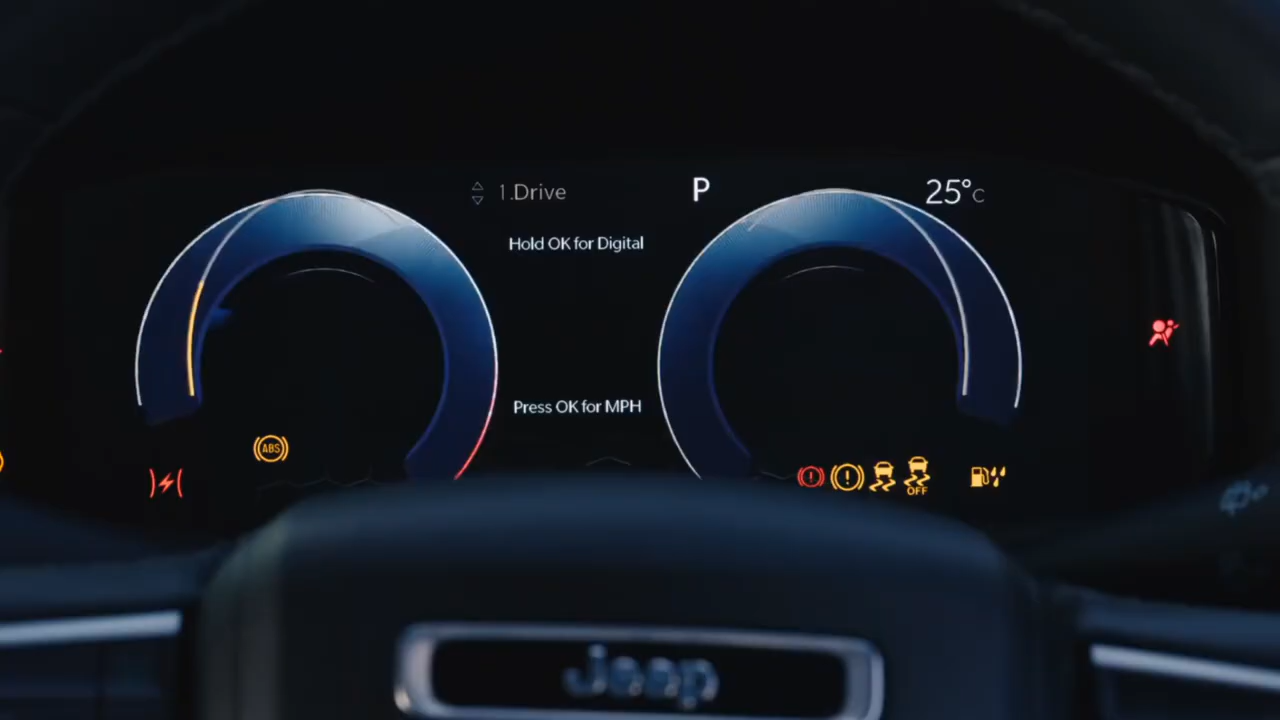 1.Drive
P
25°C
Hold OK for Digital
Press OK for MPH
ABS
OFF
Jeep